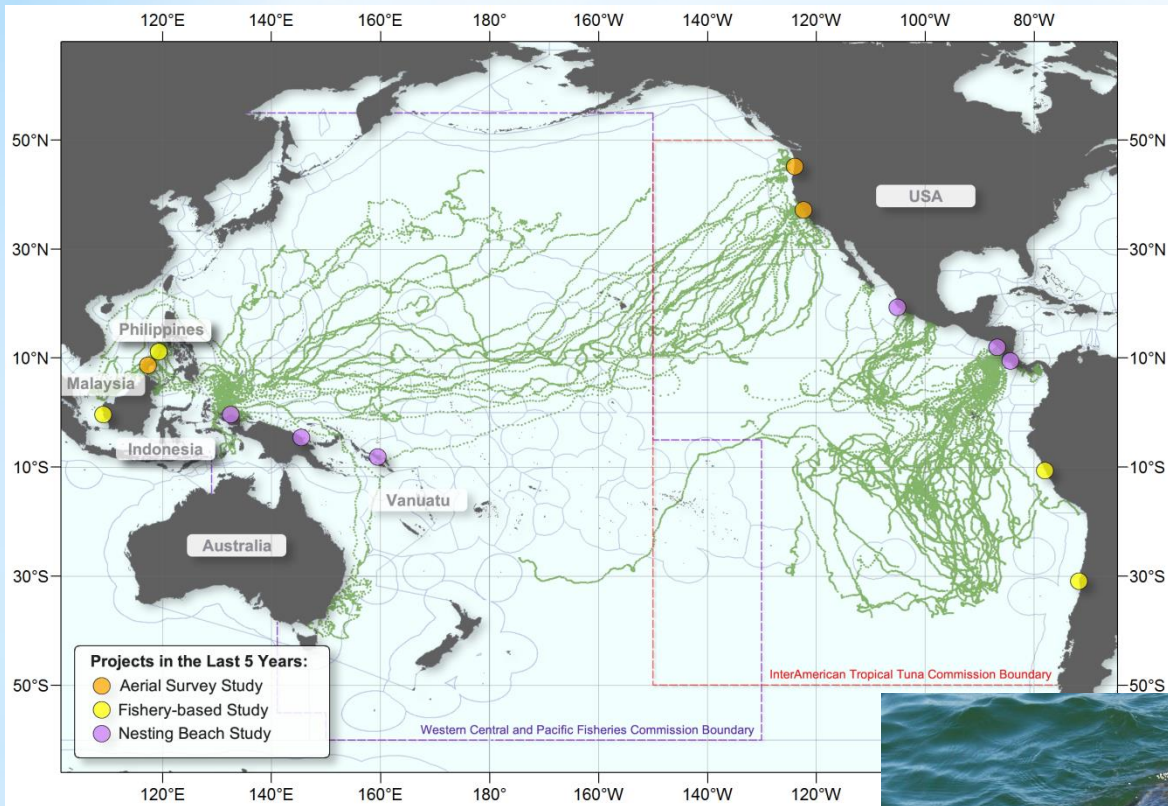 120°E 140°E 160°E 180° 160°W 140°W 120°W 100°W 80°W
50°N 50°N
USA
30°N 30°N
Philippines
10°N 10°N
Malaysia
Indonesia
10°S 10°S
Vanuatu
Australia
30°S 30°S
Projects in the Last 5 Years:
Aerial Survey Study
Fishery-based Study
Nesting Beach Study
InterAmerican Tropical Tuna Commission Boundary
50°S 50°S
Western Central and Pacific Fisheries Commission Boundary
120°E 140°E 160°E 180° 160°W 140°W 120°W